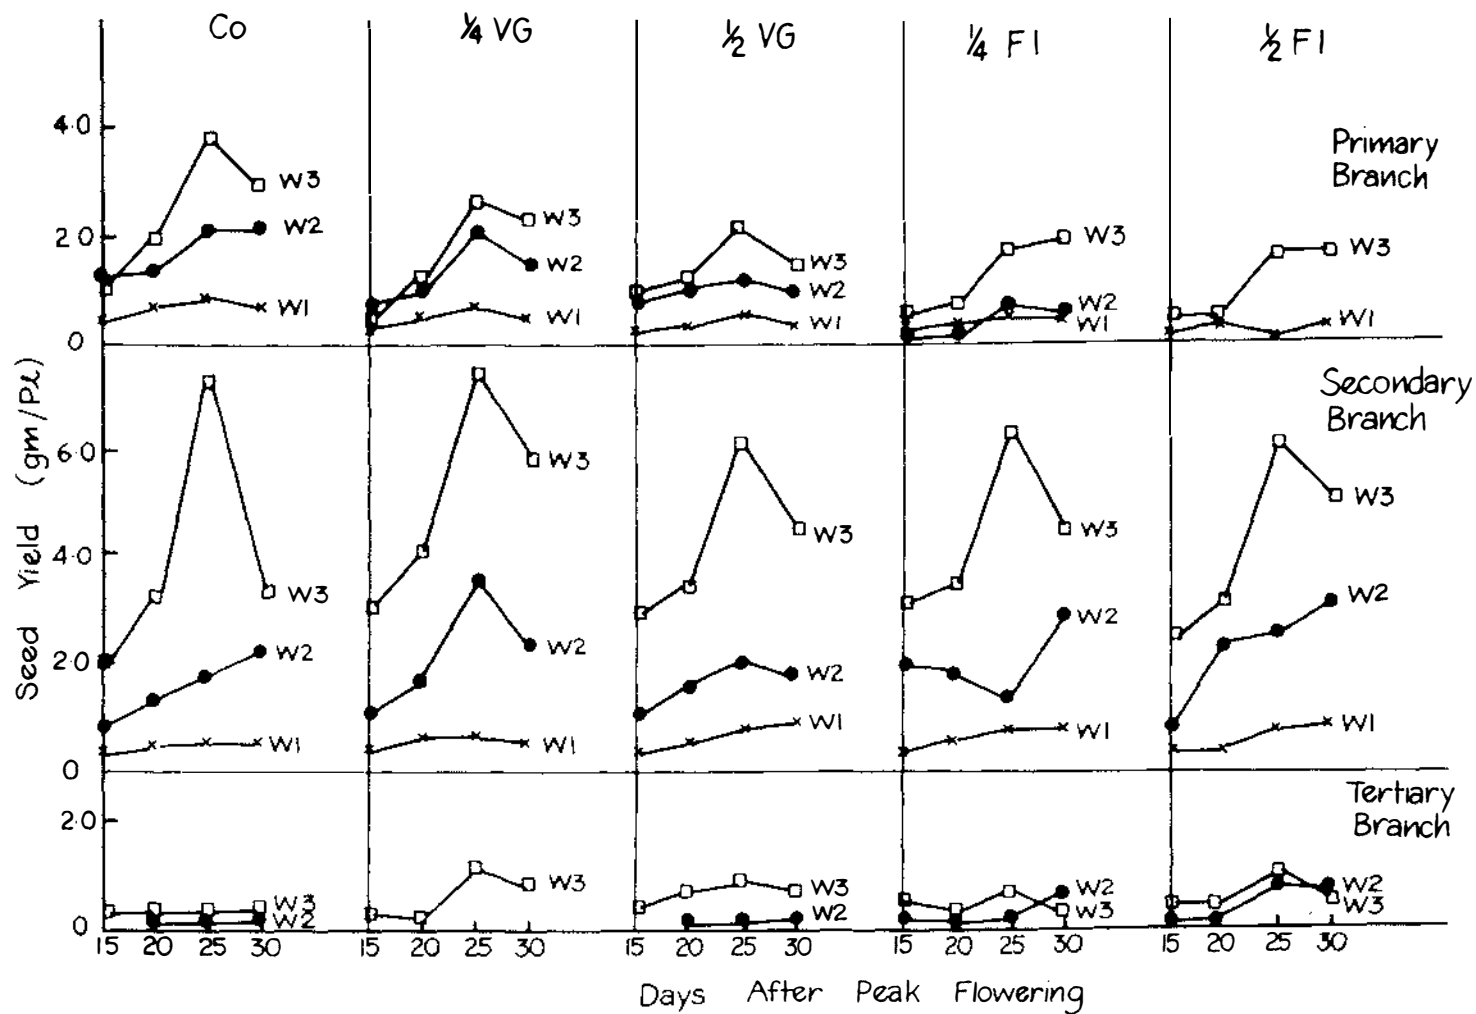 Co ¼ VG ½ VG ¼ FI ½ FI
Primary
Branch
4.0
2.0
0
W3
W2
W1
W3
W2
W1
W3
W2
W1
W3
W2
W1
W3
W1
Secondary
Branch
Seed Yield (gm/Pl)
6.0
4.0
2.0
0
W3
W2
W1
W3
W2
W1
W3
W2
W1
W3
W2
W1
W3
W2
W1
Tertiary
Branch
2.0
0
W3
W2
W3
W3
W2
W2
W3
W2
W3
15 20 25 30 15 20 25 30 15 20 25 30 15 20 25 30 15 20 25 30
Days After Peak Flowering